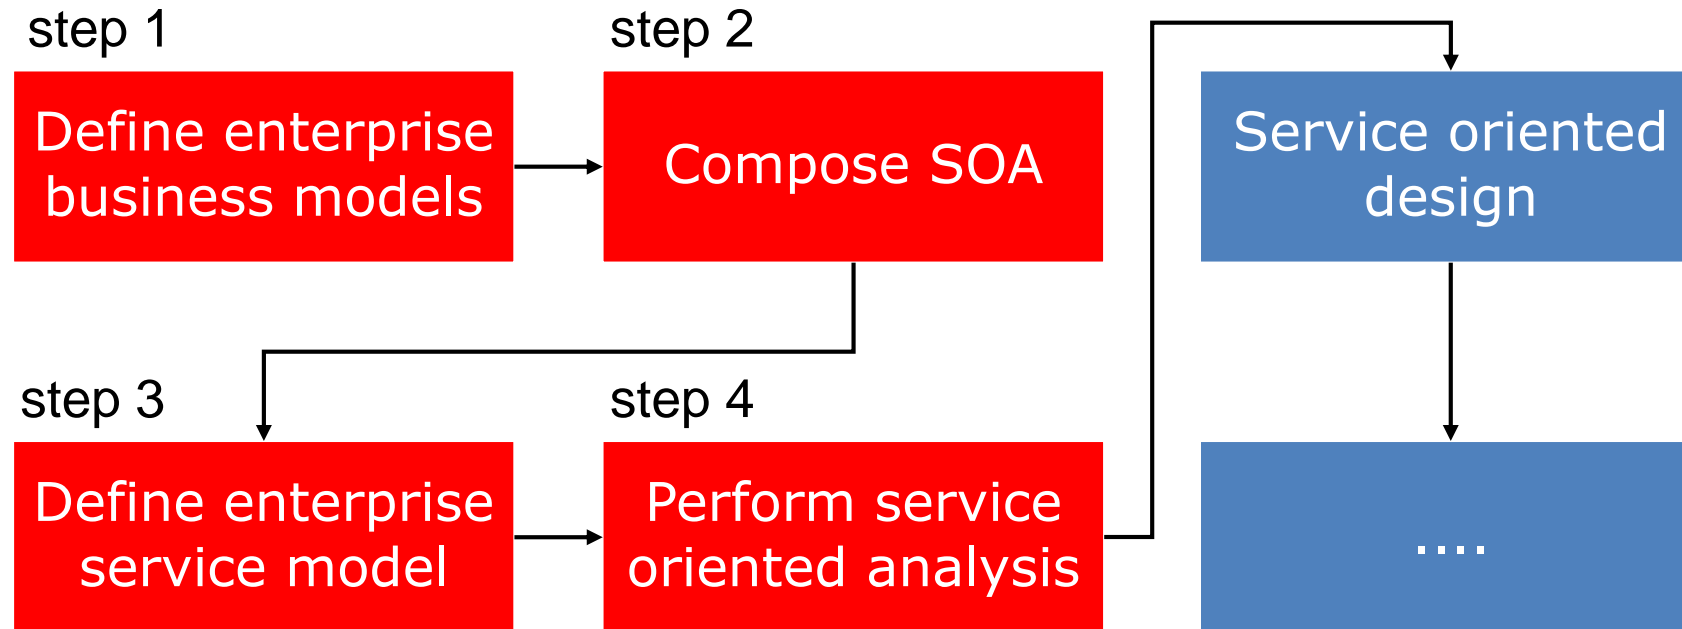 step 1
Define enterprise
business models
step 2
Compose SOA
step 3
Define enterprise
service model
step 4
Perform service
oriented analysis
Service oriented
design
....